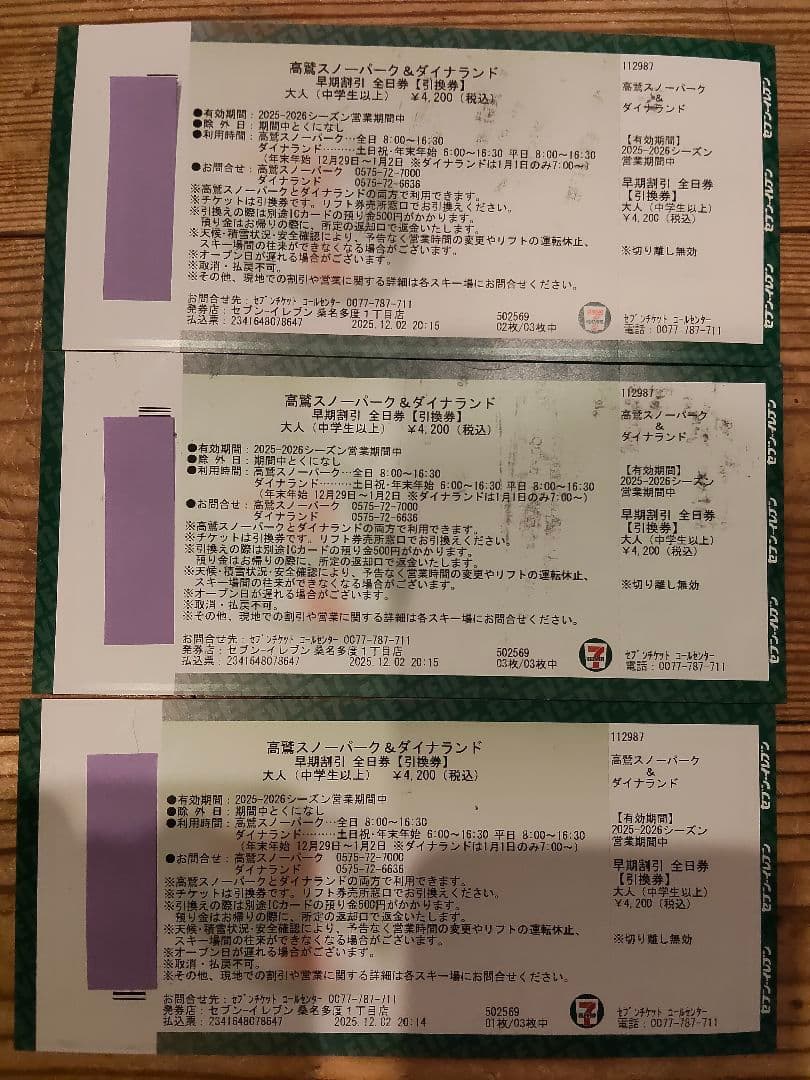 高鷲スノーパーク＆ダイナランド
早期割引 全日券【引換券】
大人（中学生以上） ￥4,200（税込）
●有効期間：2025-2026シーズン営業期間中
●除 外 日：期間中とくになし
●利用時間：高鷲スノーパーク…全日 8:00～16:30
ダイナランド………土日祝・年末年始 6:00～16:30 平日 8:00～16:30
（年末年始 12月29日～1月2日 ※ダイナランドは1月1日のみ7:00～）
●お問合せ：高鷲スノーパーク 0575-72-7000
ダイナランド 0575-72-6636
※高鷲スノーパークとダイナランドの両方で利用できます。
※チケットは引換券です。リフト券売所窓口でお引換えください。
※引換えの際は別途ICカードの預り金500円がかかります。
預り金はお帰りの際に、所定の返却口で返金いたします。
※天候・積雪状況・安全確認により、予告なく営業時間の変更やリフトの運転休止、
スキー場間の往来ができなくなる場合がございます。
※オープン日が遅れる場合がございます。
※取消・払戻不可。
※その他、現地での割引や営業に関する詳細は各スキー場にお問合せください。
お問合せ先：セブンチケット コールセンター 0077-787-711
発券店：セブン-イレブン 桑名多度１丁目店
払込票：2341648078647 2025.12.02 20:15
502569
02枚/03枚中
112987
高鷲スノーパーク
＆
ダイナランド
【有効期間】
2025-2026シーズン
営業期間中
早期割引 全日券
【引換券】
大人（中学生以上）
￥4,200（税込）
※切り離し無効
セブンチケット コールセンター
電話：0077-787-711
セブン-イレブン
セブン-イレブン
セブン-イレブン
高鷲スノーパーク＆ダイナランド
早期割引 全日券【引換券】
大人（中学生以上） ￥4,200（税込）
●有効期間：2025-2026シーズン営業期間中
●除 外 日：期間中とくになし
●利用時間：高鷲スノーパーク…全日 8:00～16:30
ダイナランド………土日祝・年末年始 6:00～16:30 平日 8:00～16:30
（年末年始 12月29日～1月2日 ※ダイナランドは1月1日のみ7:00～）
●お問合せ：高鷲スノーパーク 0575-72-7000
ダイナランド 0575-72-6636
※高鷲スノーパークとダイナランドの両方で利用できます。
※チケットは引換券です。リフト券売所窓口でお引換えください。
※引換えの際は別途ICカードの預り金500円がかかります。
預り金はお帰りの際に、所定の返却口で返金いたします。
※天候・積雪状況・安全確認により、予告なく営業時間の変更やリフトの運転休止、
スキー場間の往来ができなくなる場合がございます。
※オープン日が遅れる場合がございます。
※取消・払戻不可。
※その他、現地での割引や営業に関する詳細は各スキー場にお問合せください。
お問合せ先：セブンチケット コールセンター 0077-787-711
発券店：セブン-イレブン 桑名多度１丁目店
払込票：2341648078647 2025.12.02 20:15
502569
03枚/03枚中
112987
高鷲スノーパーク
＆
ダイナランド
【有効期間】
2025-2026シーズン
営業期間中
早期割引 全日券
【引換券】
大人（中学生以上）
￥4,200（税込）
※切り離し無効
セブンチケット コールセンター
電話：0077-787-711
セブン-イレブン
セブン-イレブン
セブン-イレブン
高鷲スノーパーク＆ダイナランド
早期割引 全日券【引換券】
大人（中学生以上） ￥4,200（税込）
●有効期間：2025-2026シーズン営業期間中
●除 外 日：期間中とくになし
●利用時間：高鷲スノーパーク…全日 8:00～16:30
ダイナランド………土日祝・年末年始 6:00～16:30 平日 8:00～16:30
（年末年始 12月29日～1月2日 ※ダイナランドは1月1日のみ7:00～）
●お問合せ：高鷲スノーパーク 0575-72-7000
ダイナランド 0575-72-6636
※高鷲スノーパークとダイナランドの両方で利用できます。
※チケットは引換券です。リフト券売所窓口でお引換えください。
※引換えの際は別途ICカードの預り金500円がかかります。
預り金はお帰りの際に、所定の返却口で返金いたします。
※天候・積雪状況・安全確認により、予告なく営業時間の変更やリフトの運転休止、
スキー場間の往来ができなくなる場合がございます。
※オープン日が遅れる場合がございます。
※取消・払戻不可。
※その他、現地での割引や営業に関する詳細は各スキー場にお問合せください。
お問合せ先：セブンチケット コールセンター 0077-787-711
発券店：セブン-イレブン 桑名多度１丁目店
払込票：2341648078647 2025.12.02 20:14
502569
01枚/03枚中
112987
高鷲スノーパーク
＆
ダイナランド
【有効期間】
2025-2026シーズン
営業期間中
早期割引 全日券
【引換券】
大人（中学生以上）
￥4,200（税込）
※切り離し無効
セブンチケット コールセンター
電話：0077-787-711
セブン-イレブン
セブン-イレブン
セブン-イレブン